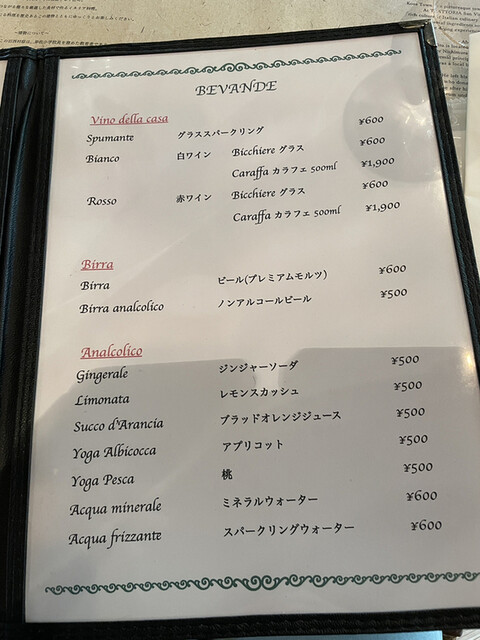 BEVANDE
Vino della casa
Spumante グラススパークリング ¥600
Bianco 白ワイン Bicchiere グラス ¥600
Caraffa カラフェ 500ml ¥1,900
Rosso 赤ワイン Bicchiere グラス ¥600
Caraffa カラフェ 500ml ¥1,900
Birra
Birra ビール(プレミアムモルツ) ¥600
Birra analcolico ノンアルコールビール ¥500
Analcolico
Gingerale ジンジャーソーダ ¥500
Limonata レモンスカッシュ ¥500
Succo d'Arancia ブラッドオレンジジュース ¥500
Yoga Albicocca アプリコット ¥500
Yoga Pesca 桃 ¥500
Acqua minerale ミネラルウォーター ¥600
Acqua frizzante スパークリングウォーター ¥600